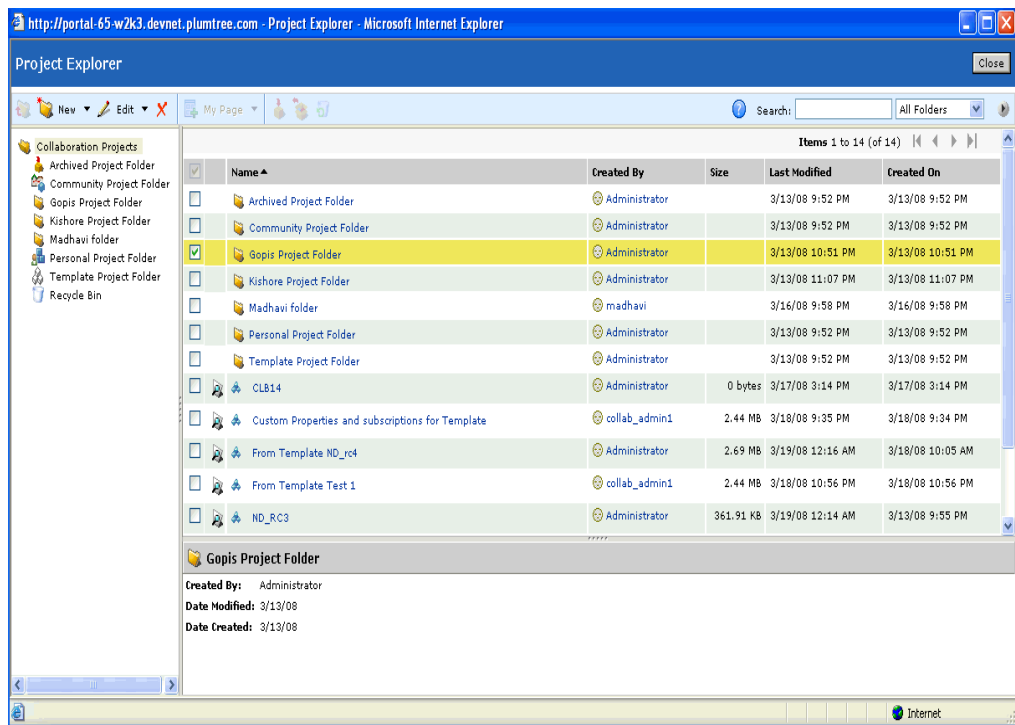 http://portal-65-w2k3.devnet.plumtree.com - Project Explorer - Microsoft Internet Explorer
Project Explorer
Close
New Edit My Page Search: All Folders
Collaboration Projects
Archived Project Folder
Community Project Folder
Gopis Project Folder
Kishore Project Folder
Madhavi folder
Personal Project Folder
Template Project Folder
Recycle Bin
Items 1 to 14 (of 14)
Name Created By Size Last Modified Created On
Archived Project Folder Administrator 3/13/08 9:52 PM 3/13/08 9:52 PM
Community Project Folder Administrator 3/13/08 9:52 PM 3/13/08 9:52 PM
Gopis Project Folder Administrator 3/13/08 10:51 PM 3/13/08 10:51 PM
Kishore Project Folder Administrator 3/13/08 11:07 PM 3/13/08 11:07 PM
Madhavi folder madhavi 3/16/08 9:58 PM 3/16/08 9:58 PM
Personal Project Folder Administrator 3/13/08 9:52 PM 3/13/08 9:52 PM
Template Project Folder Administrator 3/13/08 9:52 PM 3/13/08 9:52 PM
CLB14 Administrator 0 bytes 3/17/08 3:14 PM 3/17/08 3:14 PM
Custom Properties and subscriptions for Template collab_admin1 2.44 MB 3/18/08 9:35 PM 3/18/08 9:34 PM
From Template ND_rc4 Administrator 2.69 MB 3/19/08 12:16 AM 3/18/08 10:05 AM
From Template Test 1 collab_admin1 2.44 MB 3/18/08 10:56 PM 3/18/08 10:56 PM
ND_RC3 Administrator 361.91 KB 3/19/08 12:14 AM 3/13/08 9:55 PM
Gopis Project Folder
Created By: Administrator
Date Modified: 3/13/08
Date Created: 3/13/08
Internet